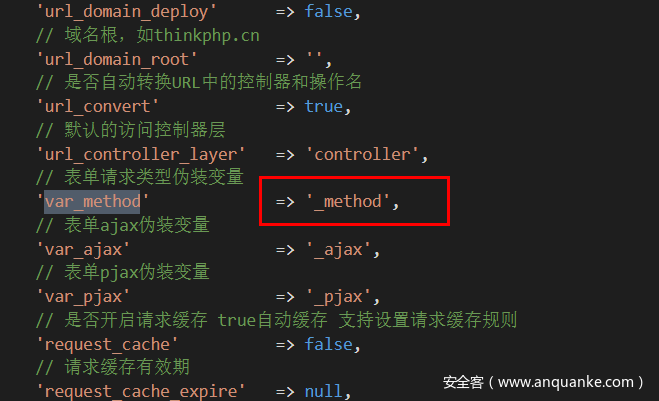 'url_domain_deploy' => false,
// 域名根，如thinkphp.cn
'url_domain_root' => '',
// 是否自动转换URL中的控制器和操作名
'url_convert' => true,
// 默认的访问控制器层
'url_controller_layer' => 'controller',
// 表单请求类型伪装变量
'var_method' => '_method',
// 表单ajax伪装变量
'var_ajax' => '_ajax',
// 表单pjax伪装变量
'var_pjax' => '_pjax',
// 是否开启请求缓存 true自动缓存 支持设置请求缓存规则
'request_cache' => false,
// 请求缓存有效期
'request_cache_expire' => null,
安全客（www.anquanke.com）